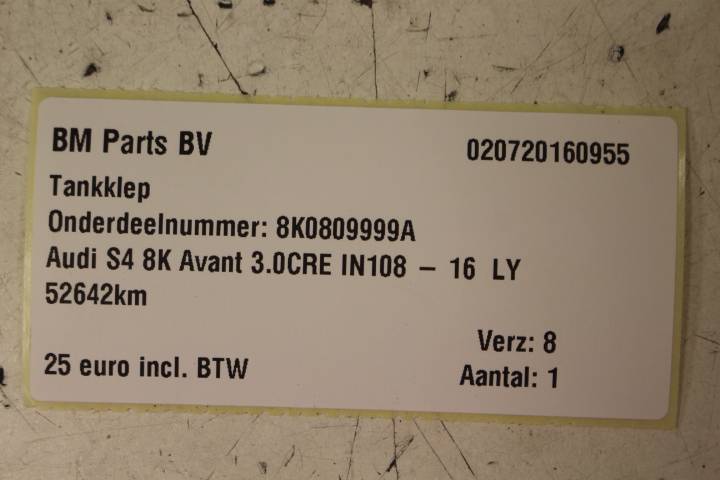 BM Parts BV 020720160955
Tankklep
Onderdeelnummer: 8K0809999A
Audi S4 8K Avant 3.0CRE IN108 – 16 LY
52642km
Verz: 8
25 euro incl. BTW Aantal: 1